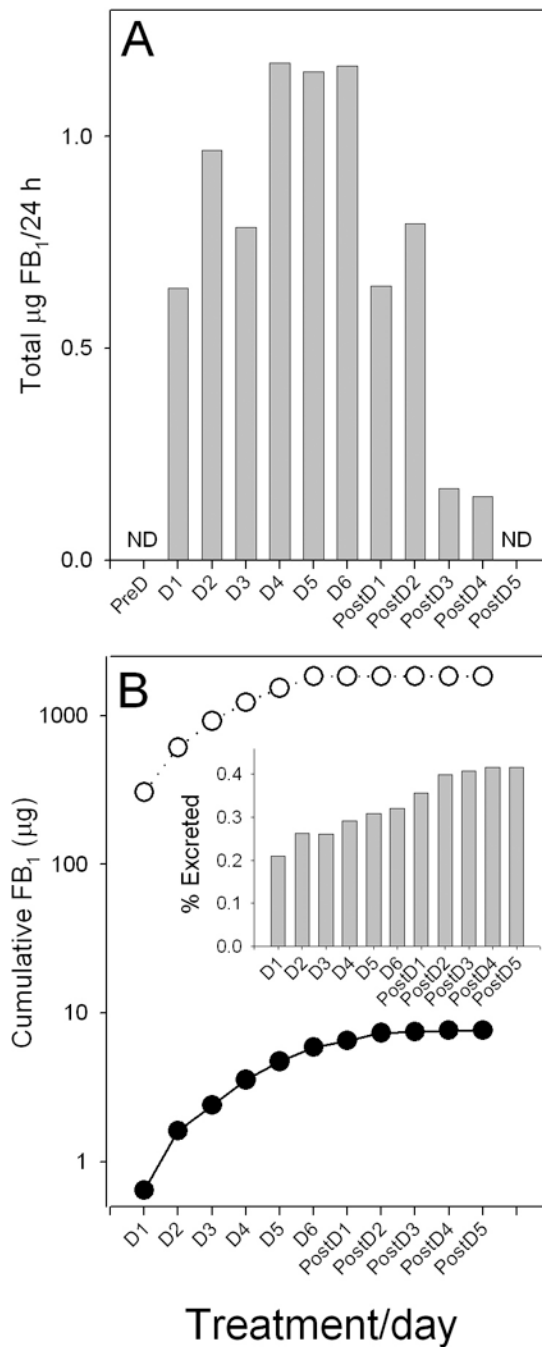 A
Total μg FB₁/24 h
1.0
0.5
0.0
ND
ND
PreD
D1
D2
D3
D4
D5
D6
PostD1
PostD2
PostD3
PostD4
PostD5
B
Cumulative FB₁ (μg)
1000
100
10
1
% Excreted
0.4
0.3
0.2
0.1
0.0
D1
D2
D3
D4
D5
D6
PostD1
PostD2
PostD3
PostD4
PostD5
D1
D2
D3
D4
D5
D6
PostD1
PostD2
PostD3
PostD4
PostD5
Treatment/day